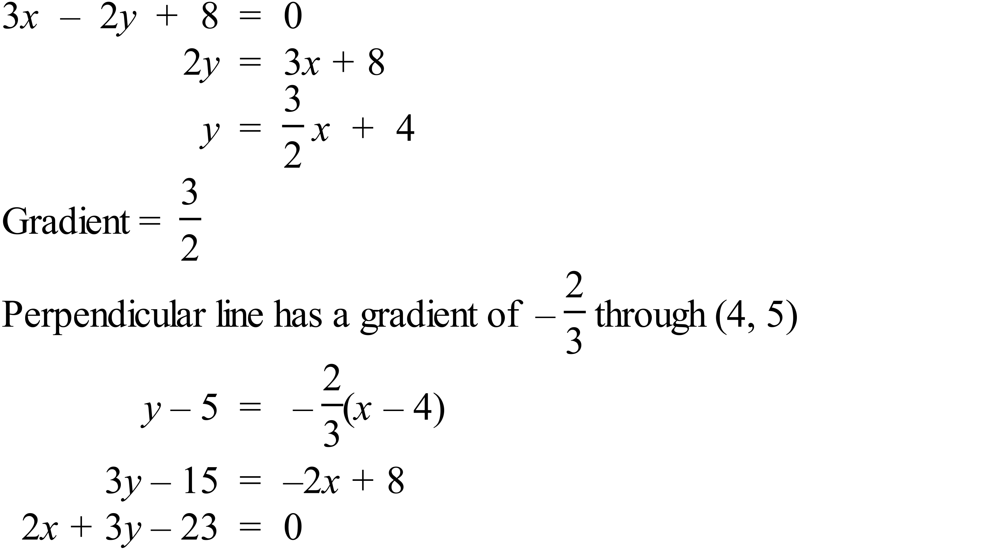 3x – 2y + 8 = 0
2y = 3x + 8
y = 3/2 x + 4
Gradient = 3/2
Perpendicular line has a gradient of – 2/3 through (4, 5)
y – 5 = – 2/3 (x – 4)
3y – 15 = –2x + 8
2x + 3y – 23 = 0